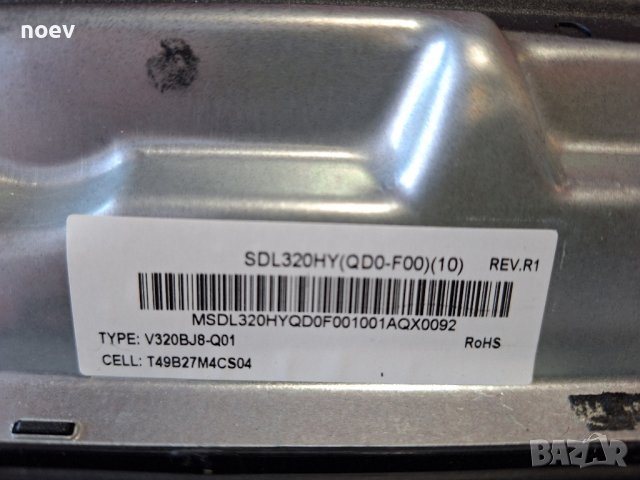 noev
SDL320HY(QD0-F00)(10) REV.R1
MSDL320HYQD0F001001AQX0092
TYPE: V320BJ8-Q01 RoHS
CELL: T49B27M4CS04
BAZAR